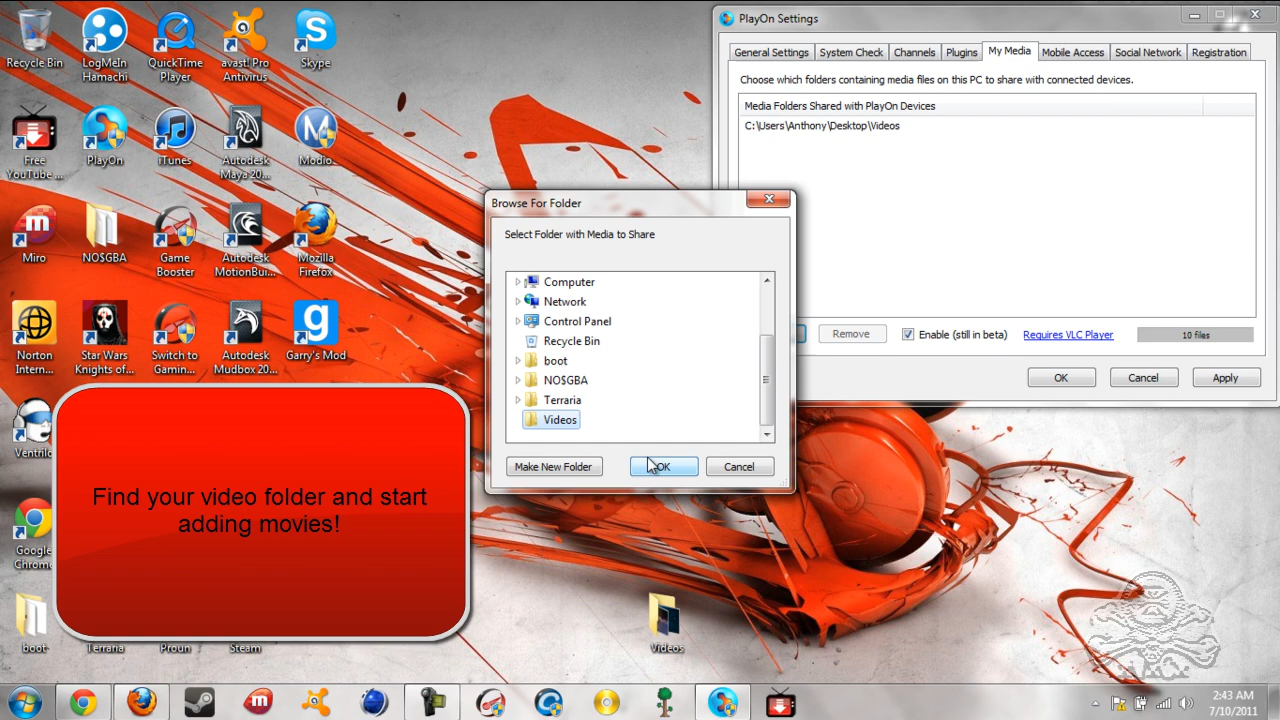 Recycle Bin
LogMeIn
Hamachi
QuickTime
Player
avast! Pro
Antivirus
Skype
Free
YouTube ...
PlayOn
iTunes
Autodesk
Maya 20...
Modio
Miro
NO$GBA
Game
Booster
Autodesk
MotionBui...
Mozilla
Firefox
Norton
Intern...
Star Wars
Knights of...
Switch to
Gamin...
Autodesk
Mudbox 20...
Garry's Mod
Ventrilo
Google
Chrome
boot
Terraria
Proun
Steam
Videos
Find your video folder and start
adding movies!
PlayOn Settings
General Settings
System Check
Channels
Plugins
My Media
Mobile Access
Social Network
Registration
Choose which folders containing media files on this PC to share with connected devices.
Media Folders Shared with PlayOn Devices
C:\Users\Anthony\Desktop\Videos
Remove
Enable (still in beta)
Requires VLC Player
10 files
OK
Cancel
Apply
Browse For Folder
Select Folder with Media to Share
Computer
Network
Control Panel
Recycle Bin
boot
NO$GBA
Terraria
Videos
Make New Folder
OK
Cancel
2:43 AM
7/10/2011